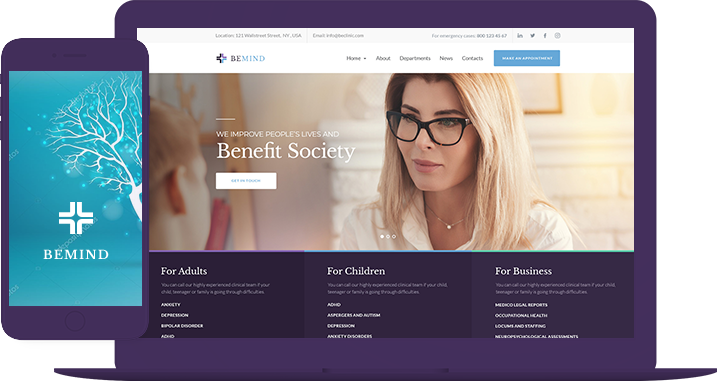 Location: 121 Wallstreet Street, NY, USA
Email: info@beclinic.com
For emergency cases: 800 123 45 67
BEMIND
Home
About
Departments
News
Contacts
MAKE AN APPOINTMENT
WE IMPROVE PEOPLE'S LIVES AND
Benefit Society
GET IN TOUCH
BEMIND
For Adults
You can call our highly experienced clinical team if your
child, teenager or family is going through difficulties
ANXIETY
DEPRESSION
BIPOLAR DISORDER
ADHD
For Children
You can call our highly experienced clinical team if your
child, teenager or family is going through difficulties
ADHD
ASPERGERS AND AUTISM
DEPRESSION
ANXIETY DISORDERS
For Business
You can call our highly experienced clinical team if your
child, teenager or family is going through difficulties
MEDICO LEGAL REPORTS
OCCUPATIONAL HEALTH
LOCUMS AND STAFFING
NEUROPSYCHOLOGICAL ASSESSMENTS